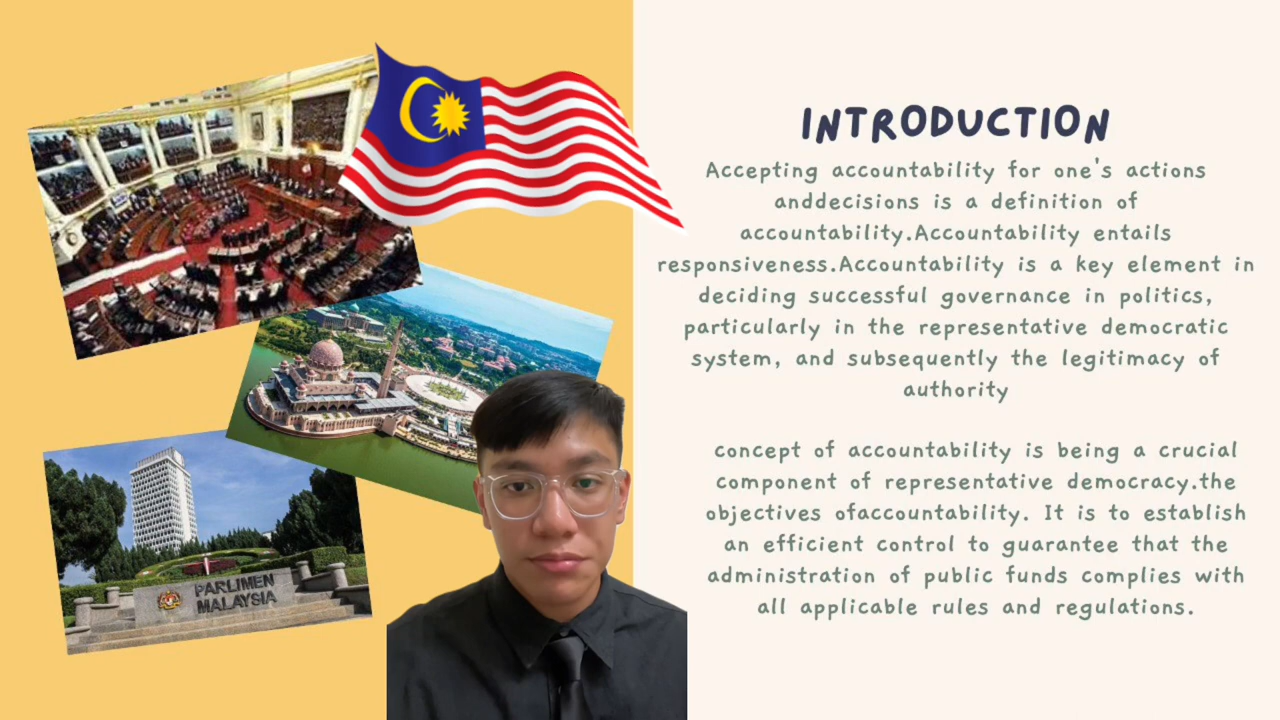 INTRODUCTION
Accepting accountability for one's actions
anddecisions is a definition of
accountability.Accountability entails
responsiveness.Accountability is a key element in
deciding successful governance in politics,
particularly in the representative democratic
system, and subsequently the legitimacy of
authority
concept of accountability is being a crucial
component of representative democracy.the
objectives ofaccountability. It is to establish
an efficient control to guarantee that the
administration of public funds complies with
all applicable rules and regulations.
PARLIMEN
MALAYSIA